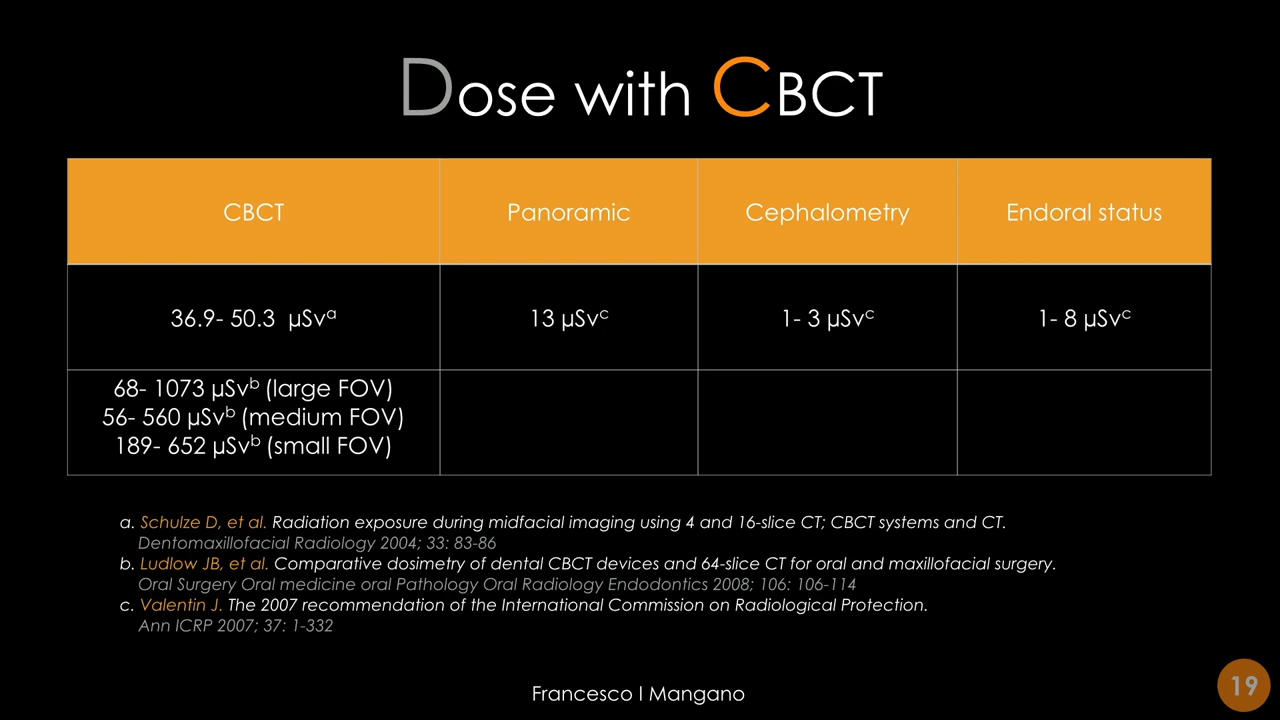 Dose with CBCT
CBCT
Panoramic
Cephalometry
Endoral status
36.9- 50.3 µSvᵃ
13 µSvᶜ
1- 3 µSvᶜ
1- 8 µSvᶜ
68- 1073 µSvᵇ (large FOV)
56- 560 µSvᵇ (medium FOV)
189- 652 µSvᵇ (small FOV)
a. Schulze D, et al. Radiation exposure during midfacial imaging using 4 and 16-slice CT; CBCT systems and CT.
Dentomaxillofacial Radiology 2004; 33: 83-86
b. Ludlow JB, et al. Comparative dosimetry of dental CBCT devices and 64-slice CT for oral and maxillofacial surgery.
Oral Surgery Oral medicine oral Pathology Oral Radiology Endodontics 2008; 106: 106-114
c. Valentin J. The 2007 recommendation of the International Commission on Radiological Protection.
Ann ICRP 2007; 37: 1-332
Francesco I Mangano
19